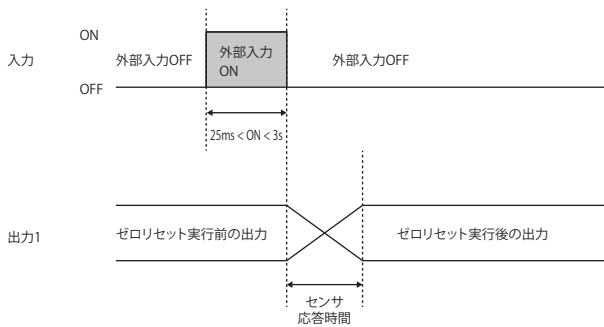 ON
入力
外部入力OFF
外部入力
ON
外部入力OFF
OFF
25ms < ON < 3s
出力1
ゼロリセット実行前の出力
ゼロリセット実行後の出力
センサ
応答時間